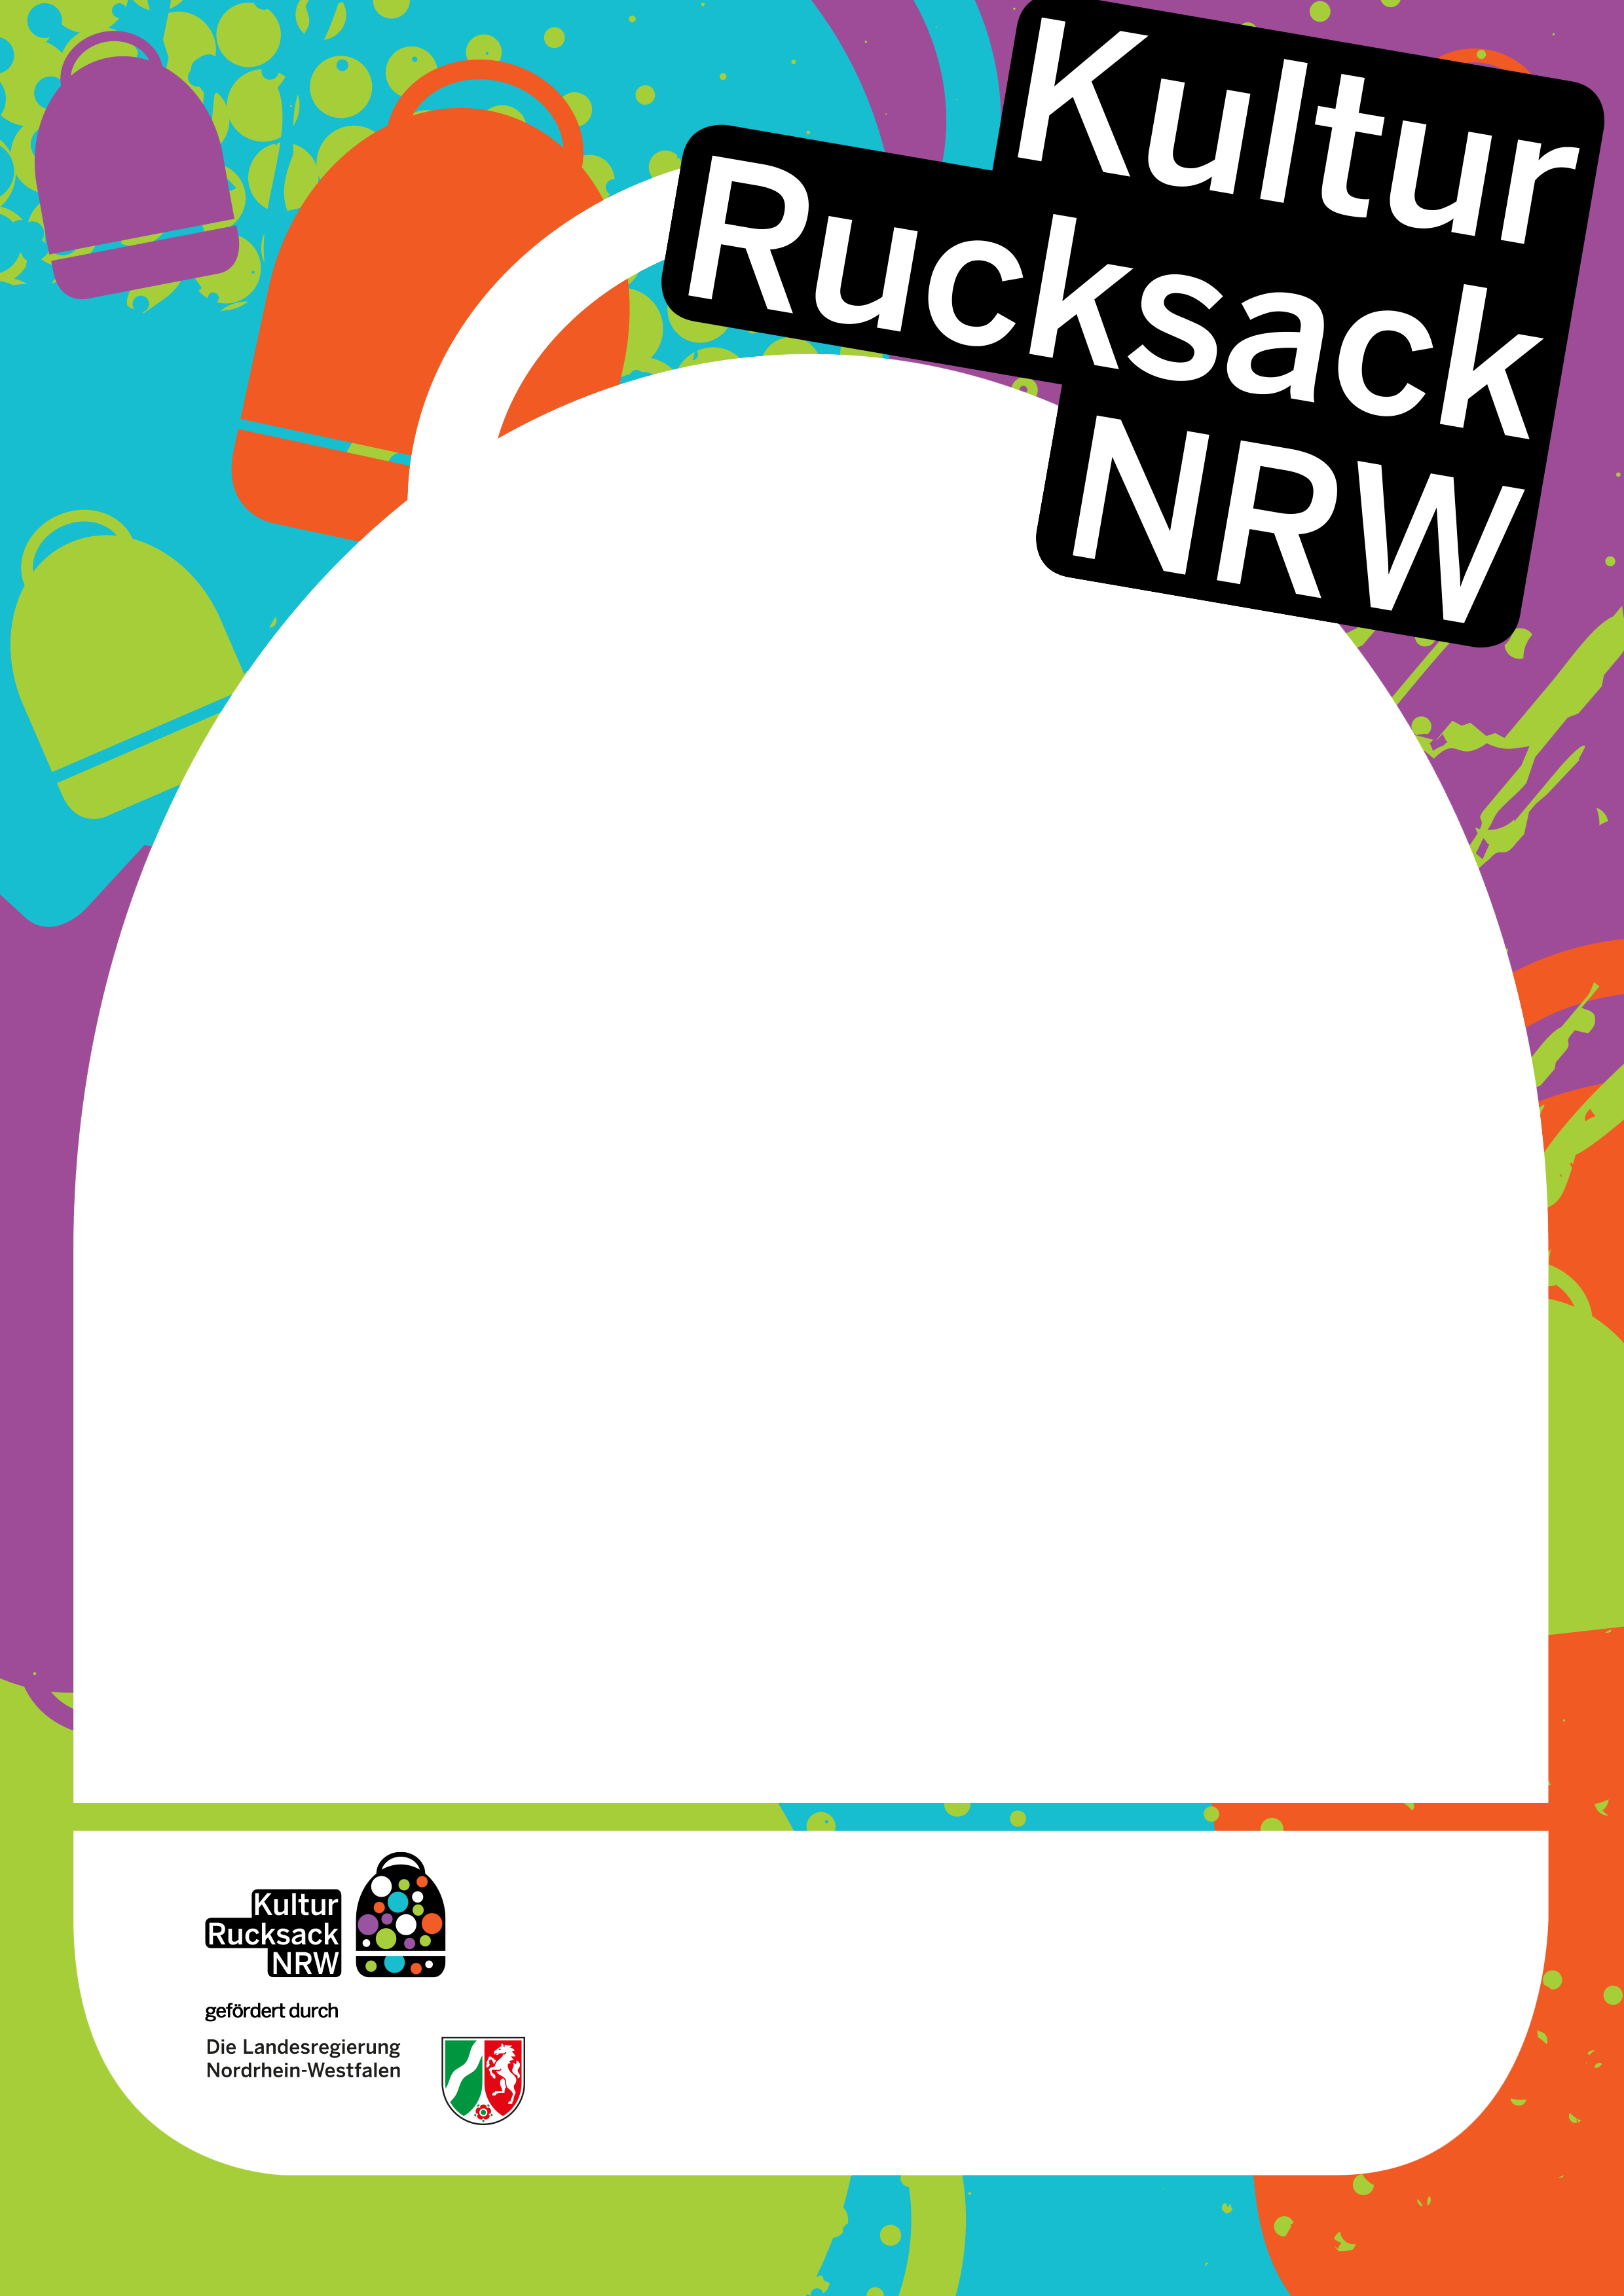 Kultur
Rucksack
NRW
Kultur
Rucksack
NRW
gefördert durch
Die Landesregierung
Nordrhein-Westfalen